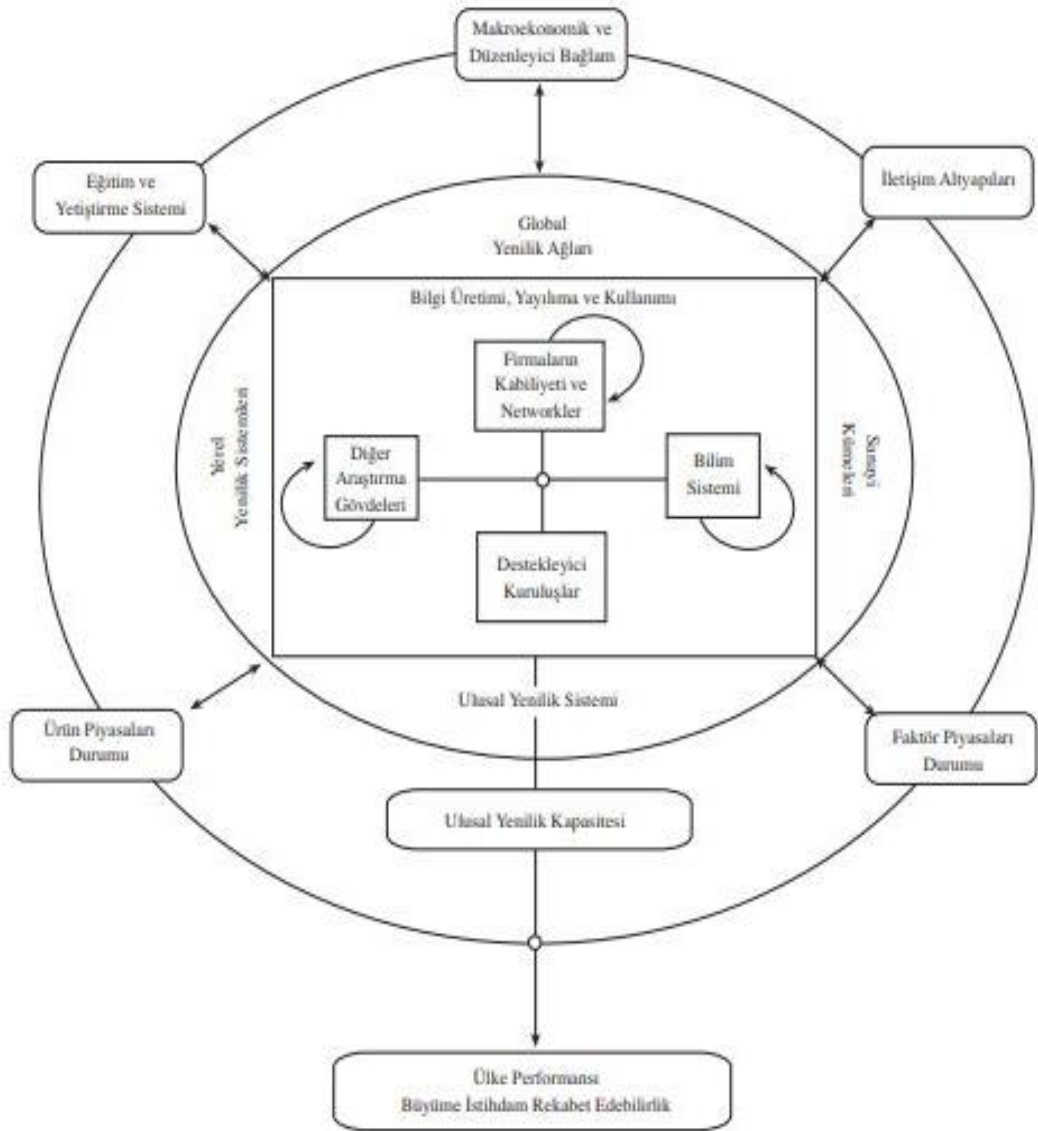 Makroekonomik ve
Düzenleyici Bağlam
Eğitim ve
Yetiştirme Sistemi
İletişim Altyapıları
Global
Yenilik Ağları
Bilgi Üretimi, Yayılıma ve Kullanımı
Firmaların
Kabiliyeti ve
Networkler
Yerel
Yenilik Sistemleri
Diğer
Araştırma
Gövdeleri
Bilim
Sistemi
Sanayi
Kümeleri
Destekleyici
Kuruluşlar
Ulusal Yenilik Sistemi
Ürün Piyasaları
Durumu
Faktör Piyasaları
Durumu
Ulusal Yenilik Kapasitesi
Ülke Performansı
Büyüme İstihdam Rekabet Edebilirlik